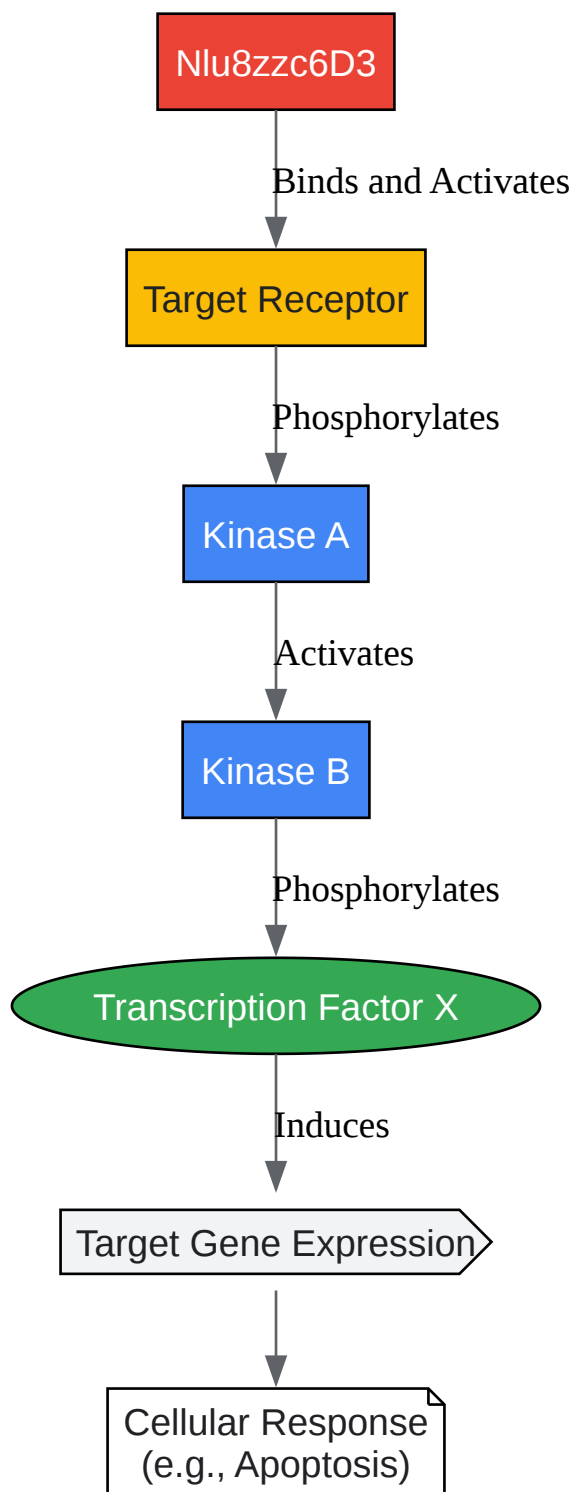 Nlu8zzc6D3
Binds and Activates
Target Receptor
Phosphorylates
Kinase A
Activates
Kinase B
Phosphorylates
Transcription Factor X
Induces
Target Gene Expression
Cellular Response
(e.g., Apoptosis)